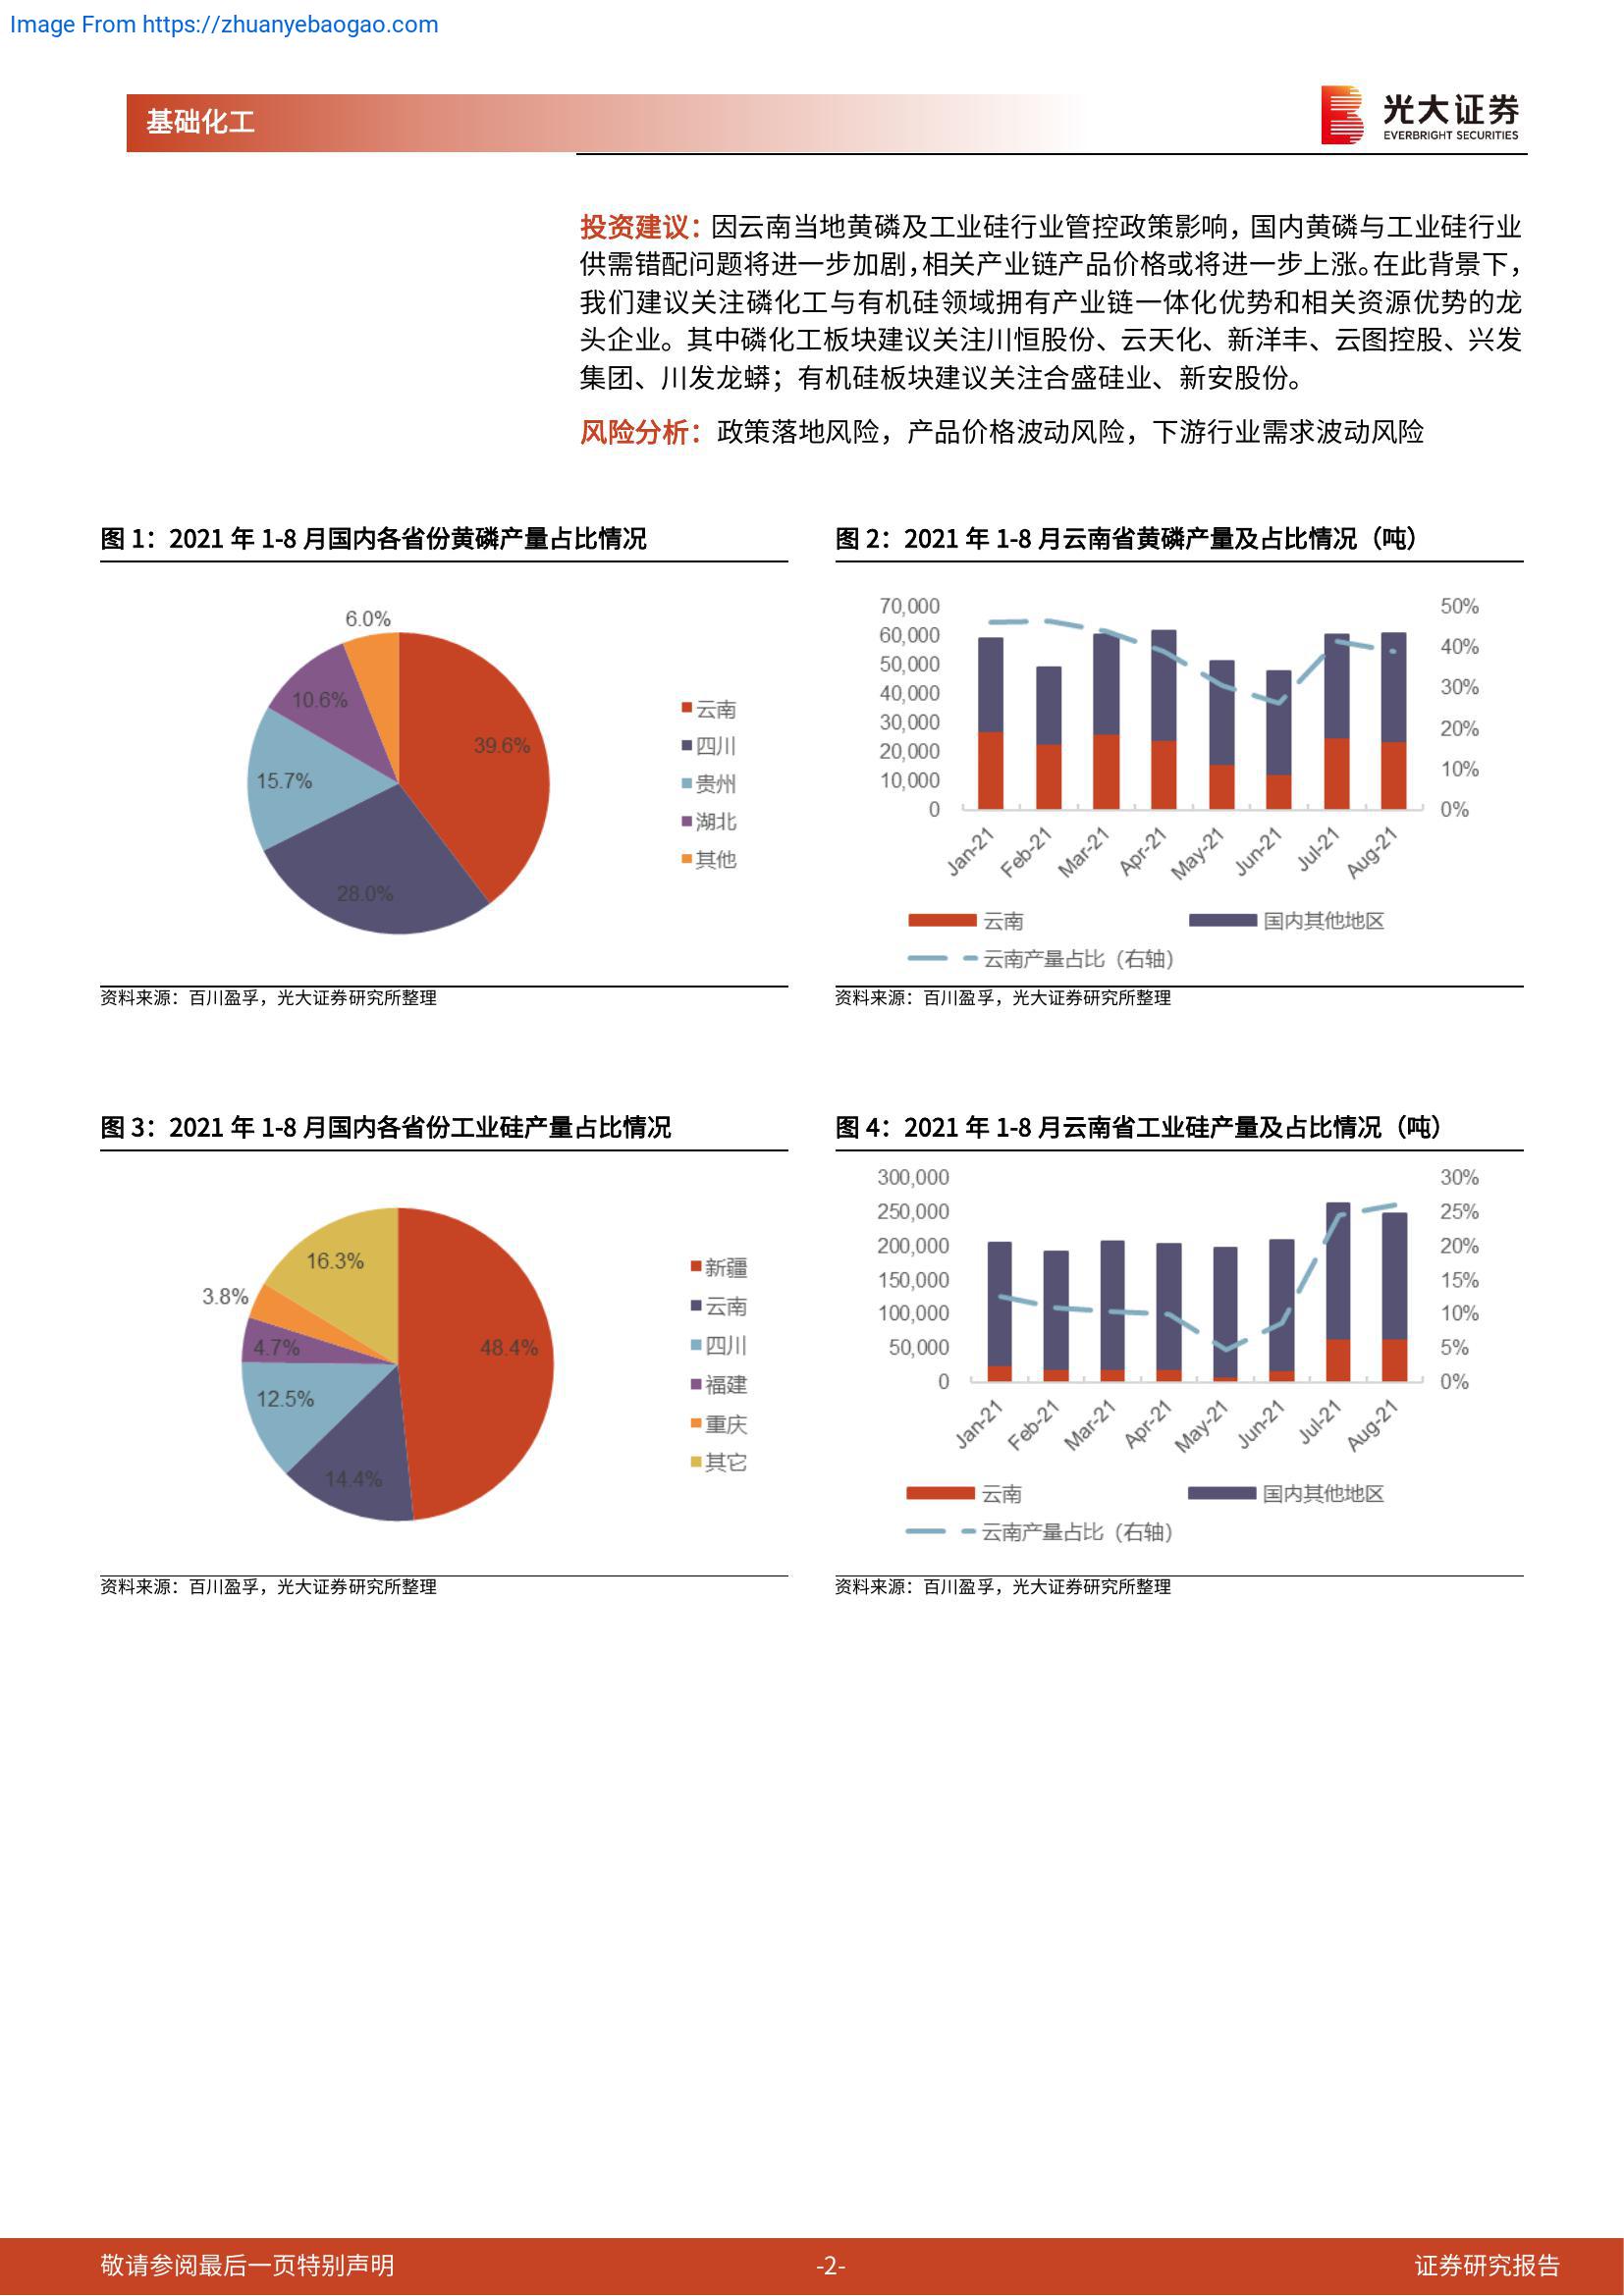 Image From https://zhuanyebaogao.com
基础化工
光大证券
EVERBRIGHT SECURITIES
投资建议：因云南当地黄磷及工业硅行业管控政策影响，国内黄磷与工业硅行业
供需错配问题将进一步加剧，相关产业链产品价格或将进一步上涨。在此背景下，
我们建议关注磷化工与有机硅领域拥有产业链一体化优势和相关资源优势的龙
头企业。其中磷化工板块建议关注川恒股份、云天化、新洋丰、云图控股、兴发
集团、川发龙蟒；有机硅板块建议关注合盛硅业、新安股份。
风险分析：政策落地风险，产品价格波动风险，下游行业需求波动风险
图 1：2021 年 1-8 月国内各省份黄磷产量占比情况
6.0%
10.6%
39.6%
15.7%
28.0%
云南
四川
贵州
湖北
其他
资料来源：百川盈孚，光大证券研究所整理
图 2：2021 年 1-8 月云南省黄磷产量及占比情况（吨）
70,000
60,000
50,000
40,000
30,000
20,000
10,000
0
50%
40%
30%
20%
10%
0%
Jan-21
Feb-21
Mar-21
Apr-21
May-21
Jun-21
Jul-21
Aug-21
云南
国内其他地区
云南产量占比（右轴）
资料来源：百川盈孚，光大证券研究所整理
图 3：2021 年 1-8 月国内各省份工业硅产量占比情况
16.3%
3.8%
4.7%
48.4%
12.5%
14.4%
新疆
云南
四川
福建
重庆
其它
资料来源：百川盈孚，光大证券研究所整理
图 4：2021 年 1-8 月云南省工业硅产量及占比情况（吨）
300,000
250,000
200,000
150,000
100,000
50,000
0
30%
25%
20%
15%
10%
5%
0%
Jan-21
Feb-21
Mar-21
Apr-21
May-21
Jun-21
Jul-21
Aug-21
云南
国内其他地区
云南产量占比（右轴）
资料来源：百川盈孚，光大证券研究所整理
敬请参阅最后一页特别声明
-2-
证券研究报告